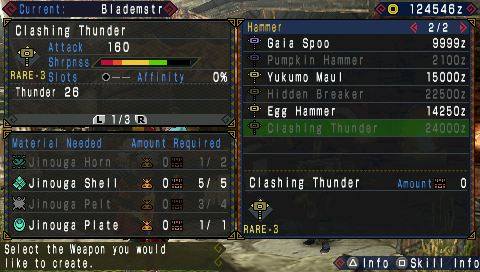 Current: Blademstr
124546z
Clashing Thunder
Attack 160
Shrpnss
RARE-3 Slots ●−−− Affinity 0%
Thunder 26
L 1/3 R
Material Needed Amount Required
Jinouga Horn 0 1/ 2
Jinouga Shell 0 5/ 5
Jinouga Pelt 0 3/ 4
Jinouga Plate 0 1/ 1
Select the Weapon you would
like to create.
Hammer 2/2
Gaia Spoo 9999z
Pumpkin Hammer 2100z
Yukumo Maul 15000z
Hidden Breaker 22500z
Egg Hammer 14250z
Clashing Thunder 24000z
Clashing Thunder Amount 0
RARE-3
Info Skill Info